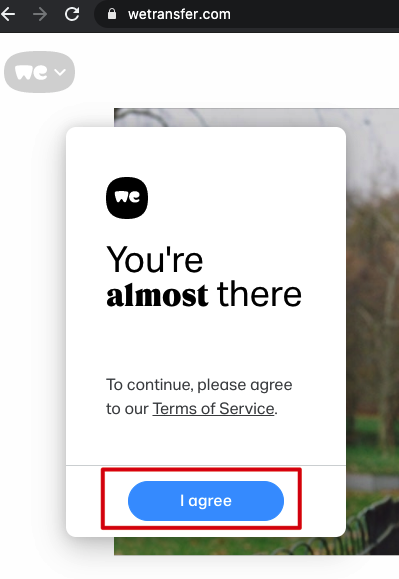 wetransfer.com
we
we
You're
almost there
To continue, please agree
to our Terms of Service.
I agree